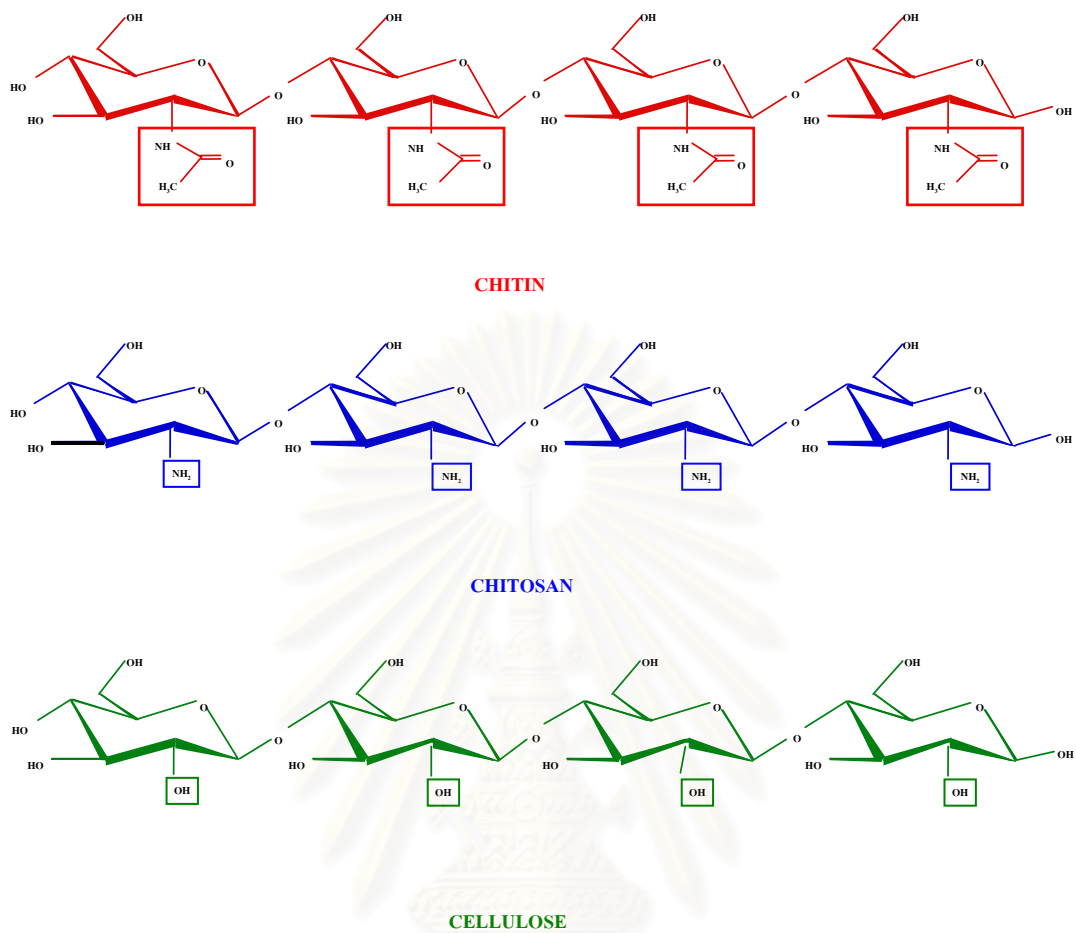 OH OH OH OH
O O O O
HO O O O OH
HO HO HO HO
NH O NH O NH O NH O
H₃C H₃C H₃C H₃C
CHITIN
OH OH OH OH
O O O O
HO O O O OH
HO HO HO HO
NH₂ NH₂ NH₂ NH₂
CHITOSAN
OH OH OH OH
O O O O
HO O O O OH
HO HO HO HO
OH OH OH OH
CELLULOSE